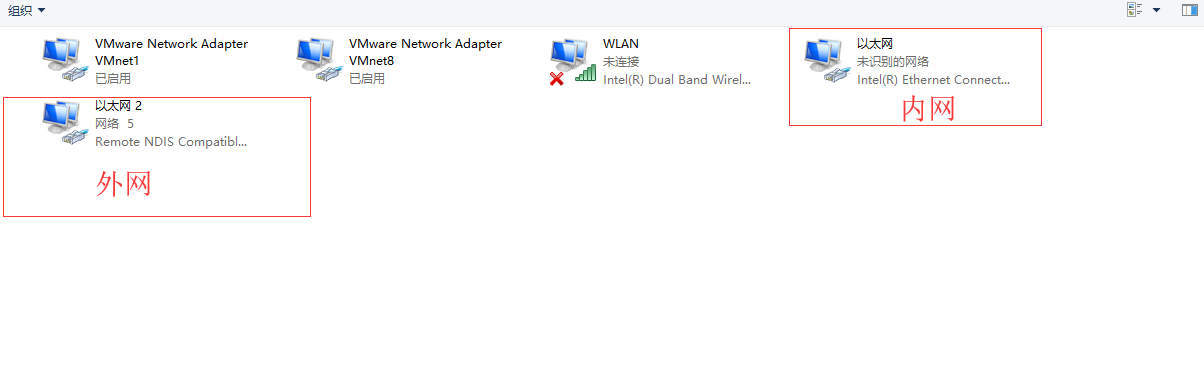 组织
VMware Network Adapter
VMnet1
已启用
VMware Network Adapter
VMnet8
已启用
WLAN
未连接
Intel(R) Dual Band Wirel...
以太网
未识别的网络
Intel(R) Ethernet Connect...
内网
以太网 2
网络 5
Remote NDIS Compatibl...
外网